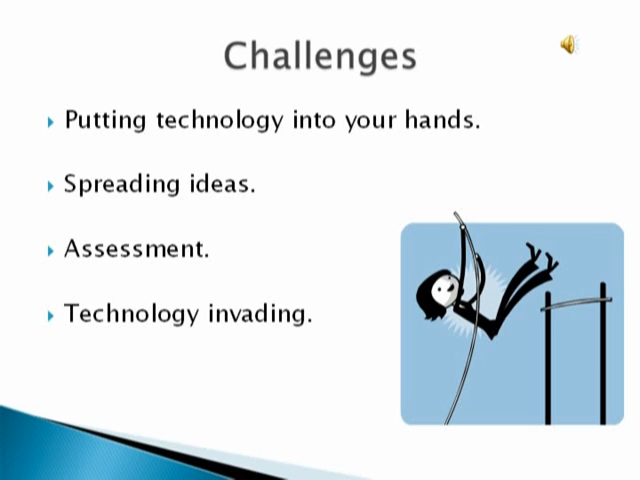 Challenges
Putting technology into your hands.
Spreading ideas.
Assessment.
Technology invading.